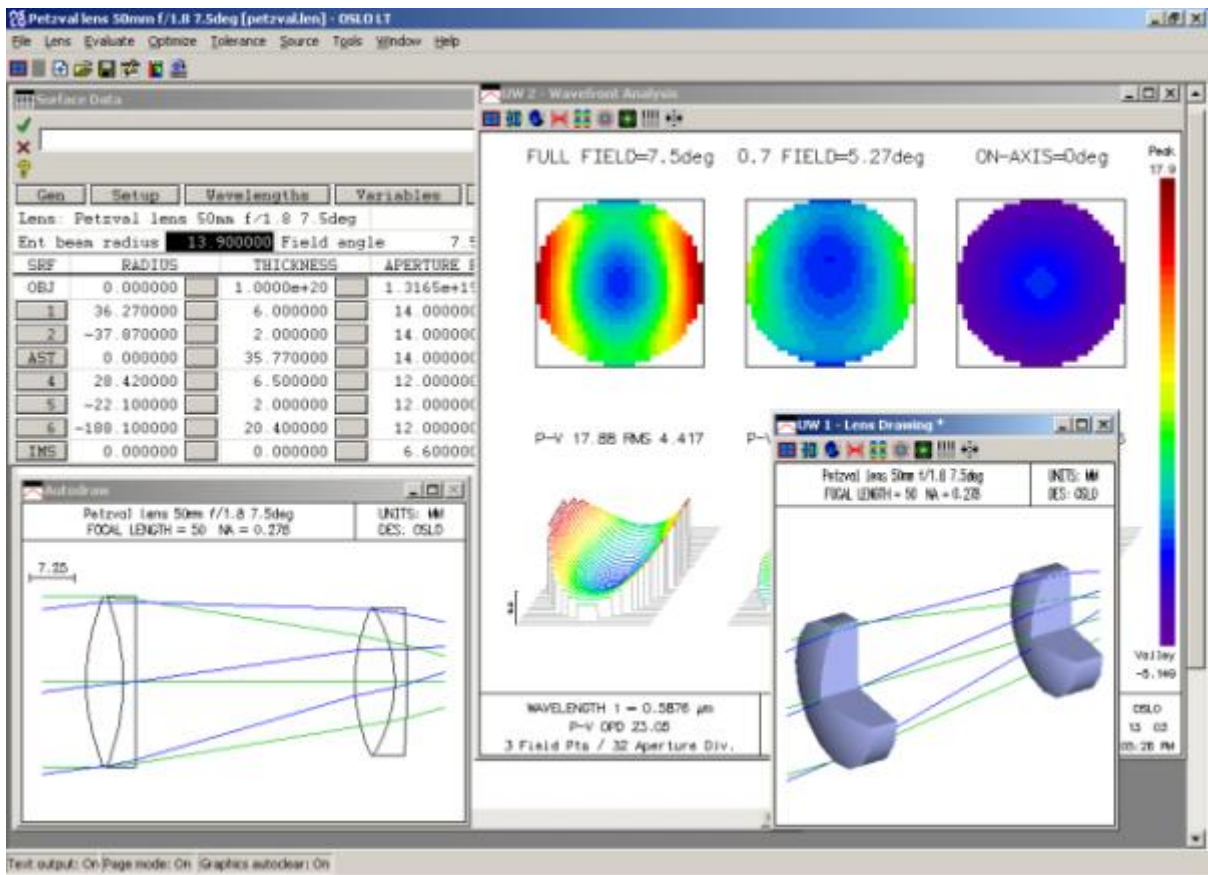 Petzval lens 50mm f/1.8 7.5deg [petzval.len] - OSLO LT
File Lens Evaluate Optimize Tolerance Source Tools Window Help
Surface Data
Gen Setup Wavelengths Variables
Lens: Petzval lens 50mm f/1.8 7.5deg
Ent beam radius 13.900000 Field angle 7.5
SRF RADIUS THICKNESS APERTURE
OBJ 0.000000 1.0000e+20 1.3165e+19
1 36.270000 6.000000 14.000000
2 -37.870000 2.000000 14.000000
AST 0.000000 35.770000 14.000000
4 28.420000 6.500000 12.000000
5 -22.100000 2.000000 12.000000
6 -188.100000 20.400000 12.000000
IMS 0.000000 0.000000 6.600000
UW 2 - Wavefront Analysis
FULL FIELD=7.5deg 0.7 FIELD=5.27deg ON-AXIS=0deg
Peak
17.9
P-V 17.88 RMS 4.417
Valley
WAVELENGTH 1 = 0.5876 µm
P-V OPD 23.05
3 Field Pts / 32 Aperture Div.
OSLO
Autodraw
Petzval lens 50mm f/1.8 7.5deg
FOCAL LENGTH = 50 NA = 0.278
UNITS: MM
DES: OSLO
7.25
UW 1 - Lens Drawing *
Petzval lens 50mm f/1.8 7.5deg
FOCAL LENGTH = 50 NA = 0.278
UNITS: MM
DES: OSLO
Text output: On Page mode: On Graphics autoclear: On